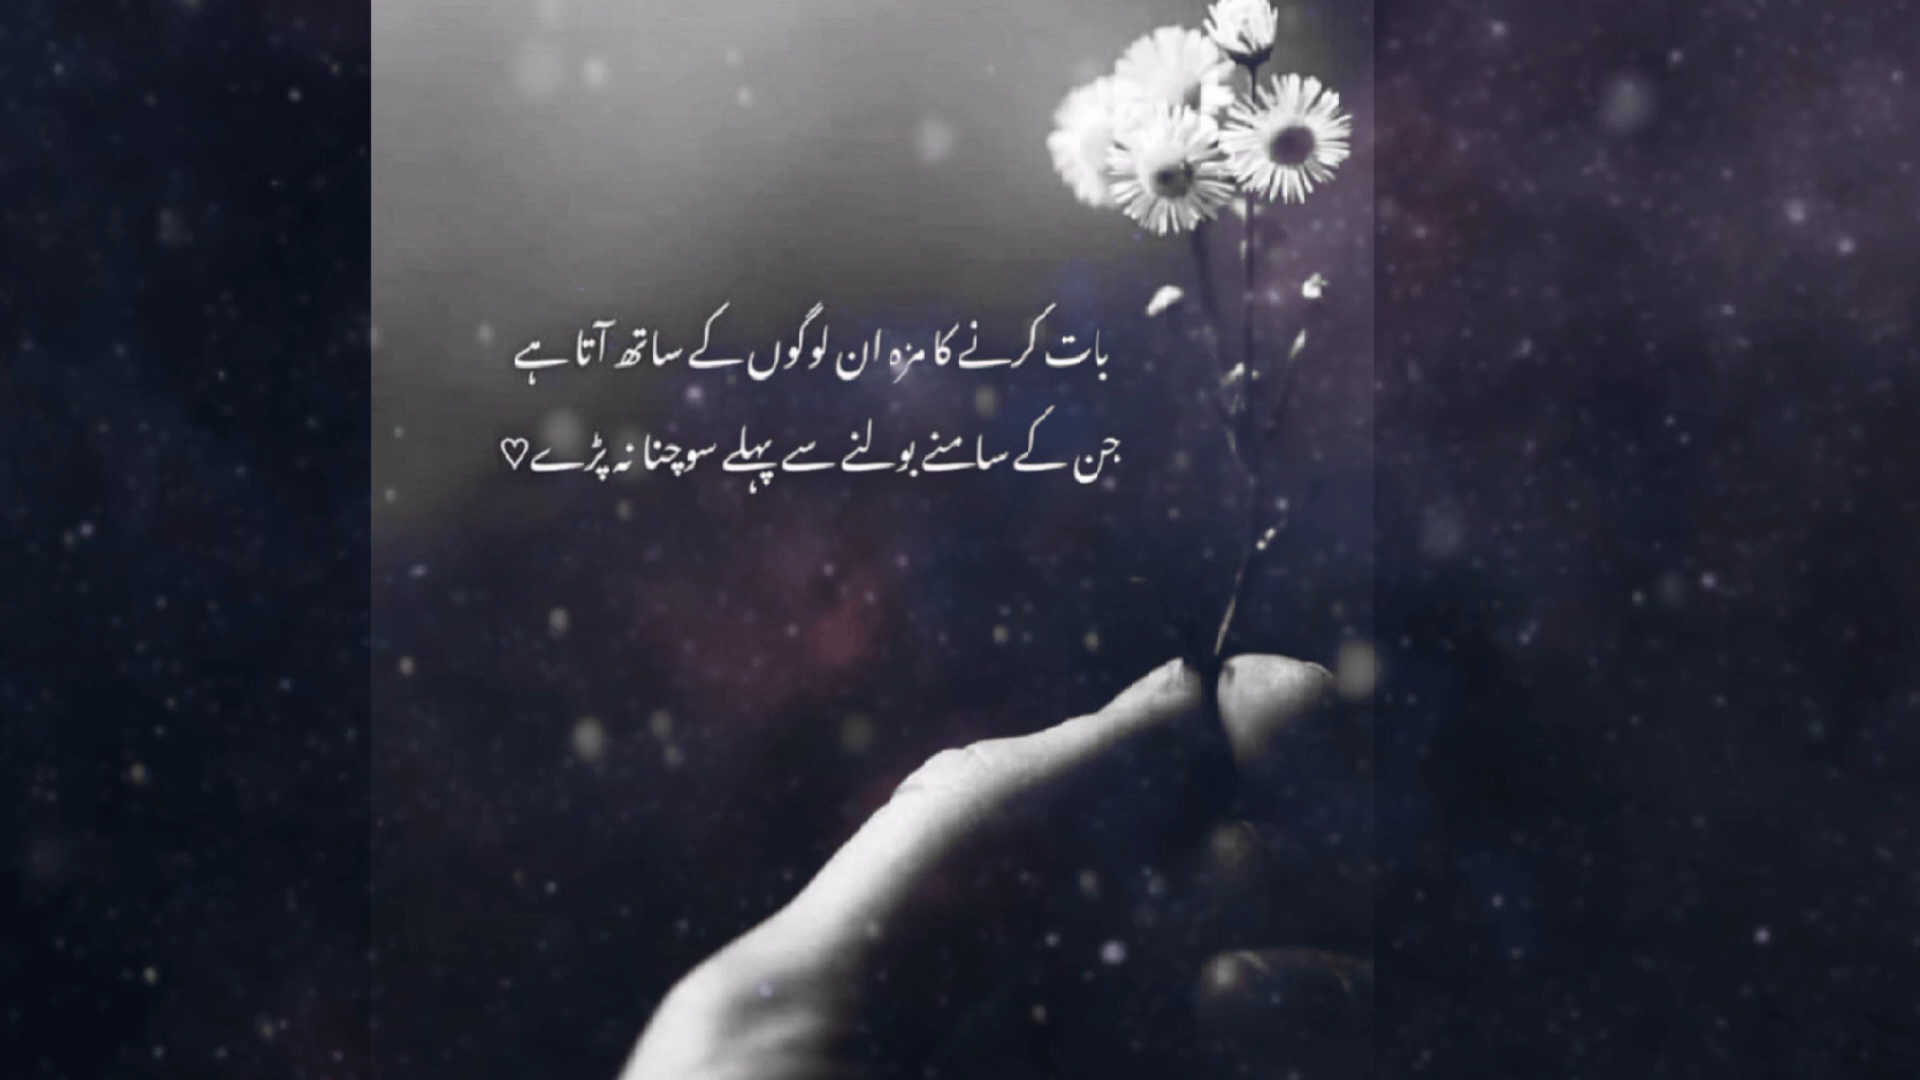 بات کرنے کا مزہ ان لوگوں کے ساتھ آتا ہے
جن کے سامنے بولنے سے پہلے سوچنا نہ پڑے♡